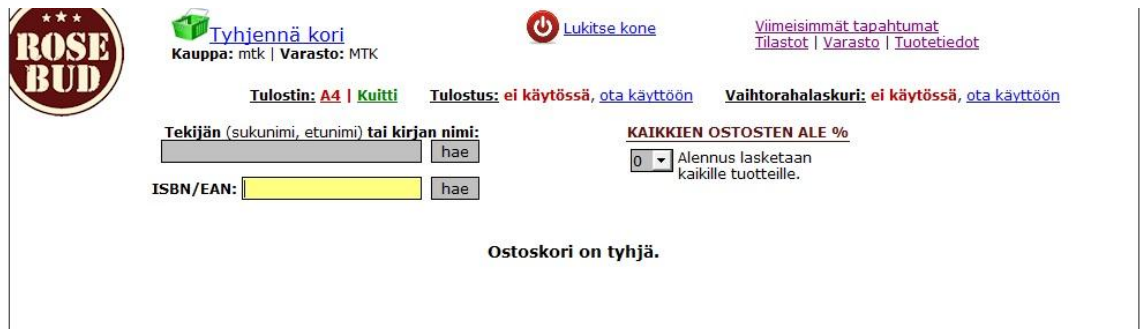 ROSE
BUD
Tyhjennä kori
Kauppa: mtk | Varasto: MTK
Lukitse kone
Viimeisimmät tapahtumat
Tilastot | Varasto | Tuotetiedot
Tulostin: A4 | Kuitti Tulostus: ei käytössä, ota käyttöön Vaihtorahalaskuri: ei käytössä, ota käyttöön
Tekijän (sukunimi, etunimi) tai kirjan nimi:
hae
ISBN/EAN:
hae
KAIKKIEN OSTOSTEN ALE %
0 Alennus lasketaan
kaikille tuotteille.
Ostoskori on tyhjä.